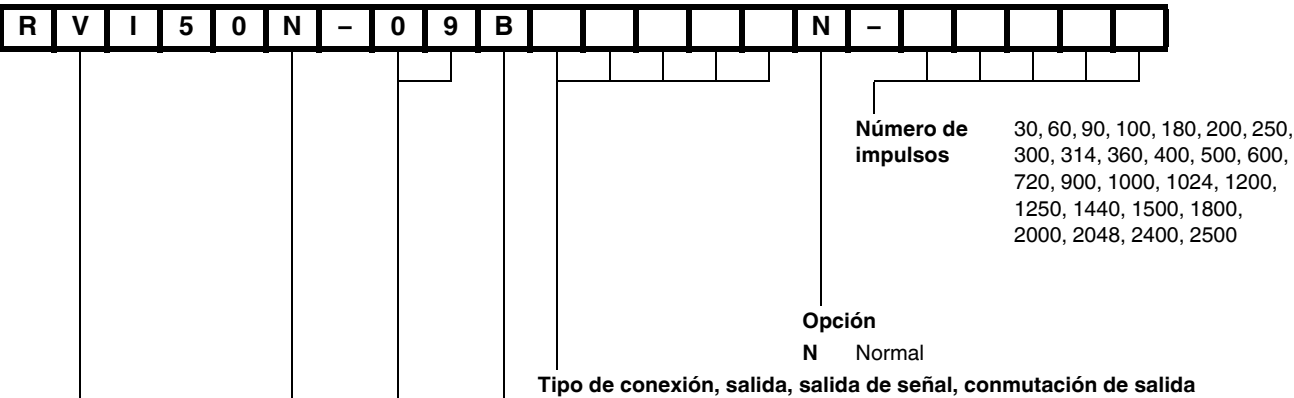 R V I 5 0 N – 0 9 B N –
Número de impulsos
30, 60, 90, 100, 180, 200, 250,
300, 314, 360, 400, 500, 600,
720, 900, 1000, 1024, 1200,
1250, 1440, 1500, 1800,
2000, 2048, 2400, 2500
Opción
N Normal
Tipo de conexión, salida, salida de señal, conmutación de salida